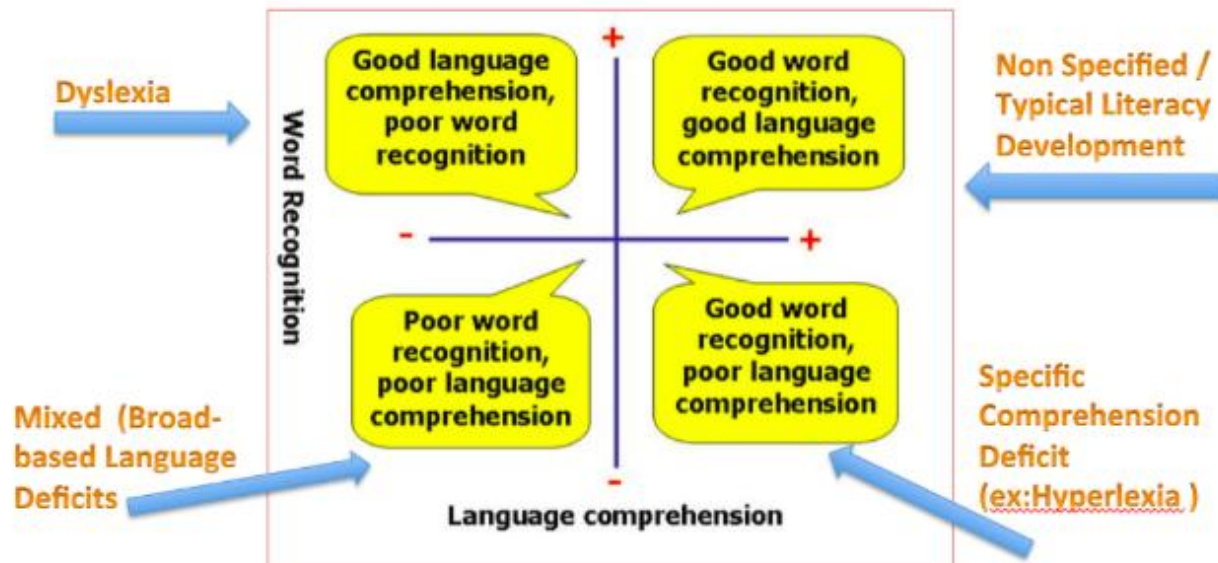 Dyslexia
Word Recognition
+
Good language
comprehension,
poor word
recognition
Good word
recognition,
good language
comprehension
Non Specified /
Typical Literacy
Development
-
+
Mixed (Broad-
based Language
Deficits
Poor word
recognition,
poor language
comprehension
Good word
recognition,
poor language
comprehension
Specific
Comprehension
Deficit
(ex:Hyperlexia )
-
Language comprehension